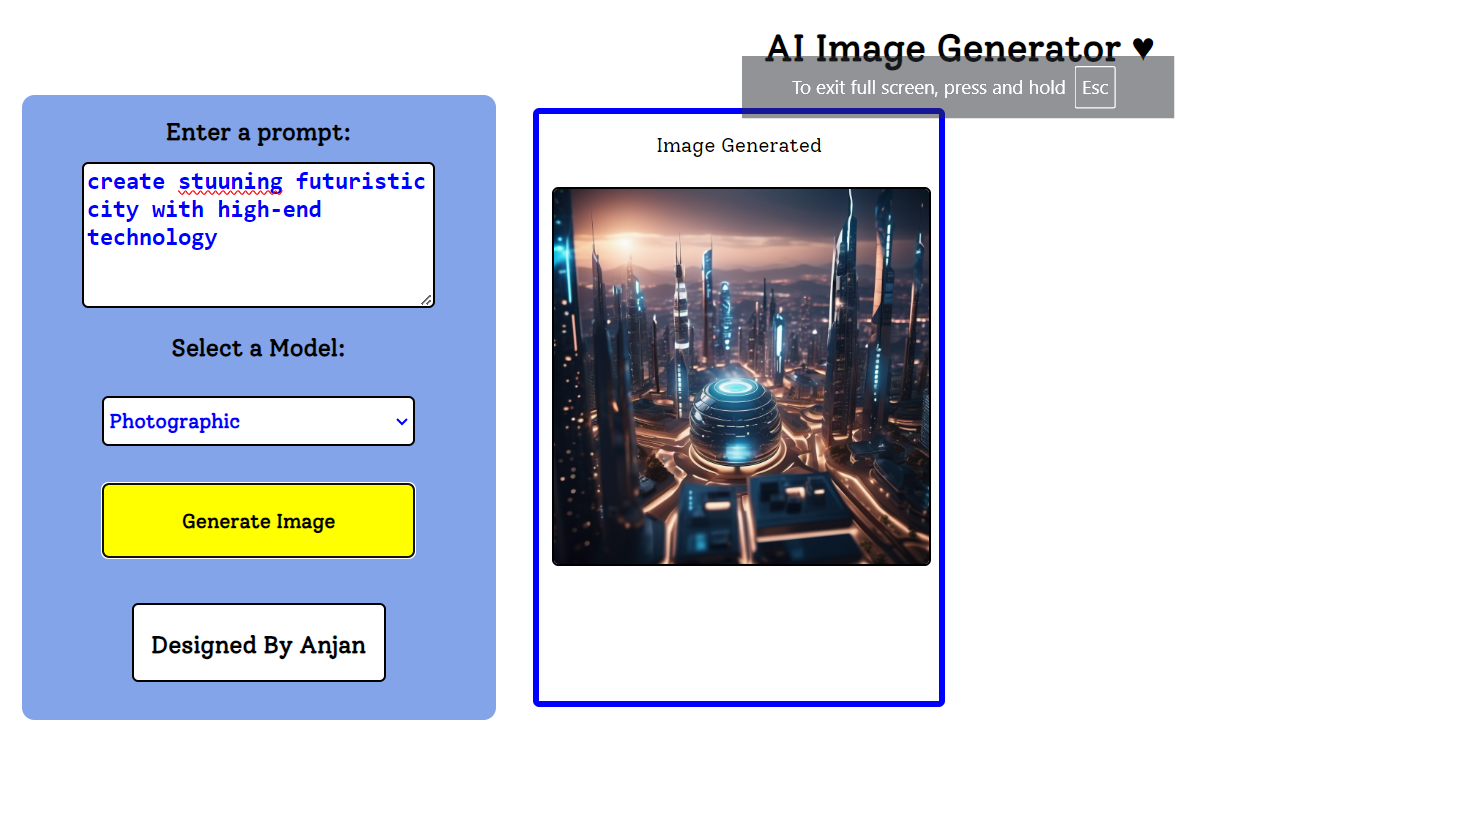 AI Image Generator ♥
To exit full screen, press and hold Esc
Enter a prompt:
create stuuning futuristic
city with high-end
technology
Select a Model:
Photographic
Generate Image
Designed By Anjan
Image Generated